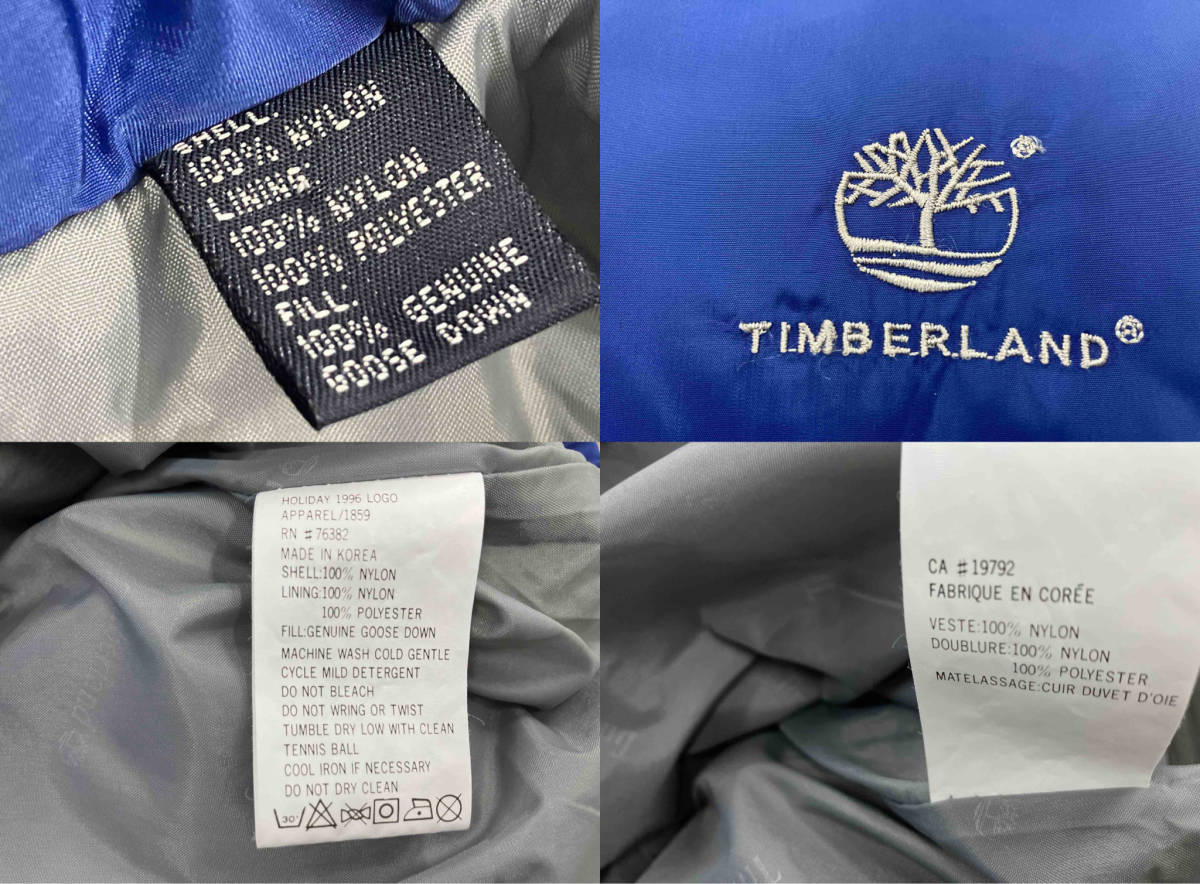 SHELL:
100% NYLON
LINING:
100% NYLON
100% POLYESTER
FILL:
100% GENUINE
GOOSE DOWN
TIMBERLAND®
HOLIDAY 1996 LOGO
APPAREL/1859
RN #76382
MADE IN KOREA
SHELL:100% NYLON
LINING:100% NYLON
100% POLYESTER
FILL:GENUINE GOOSE DOWN
MACHINE WASH COLD GENTLE
CYCLE MILD DETERGENT
DO NOT BLEACH
DO NOT WRING OR TWIST
TUMBLE DRY LOW WITH CLEAN
TENNIS BALL
COOL IRON IF NECESSARY
DO NOT DRY CLEAN
30°
CA #19792
FABRIQUE EN CORÉE
VESTE:100% NYLON
DOUBLURE:100% NYLON
100% POLYESTER
MATELASSAGE:CUIR DUVET D'OIE